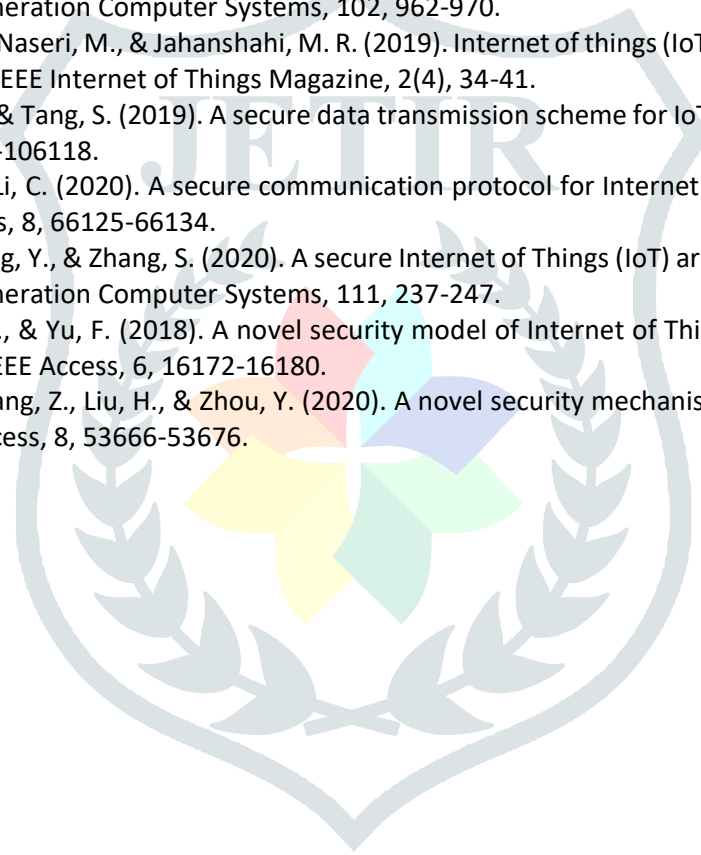 neration Computer Systems, 102, 962-970.
Naseri, M., & Jahanshahi, M. R. (2019). Internet of things (IoT
EEE Internet of Things Magazine, 2(4), 34-41.
& Tang, S. (2019). A secure data transmission scheme for IoT
-106118.
Li, C. (2020). A secure communication protocol for Internet
s, 8, 66125-66134.
g, Y., & Zhang, S. (2020). A secure Internet of Things (IoT) ar
neration Computer Systems, 111, 237-247.
., & Yu, F. (2018). A novel security model of Internet of Thi
EEE Access, 6, 16172-16180.
ang, Z., Liu, H., & Zhou, Y. (2020). A novel security mechanis
cess, 8, 53666-53676.
JETIR